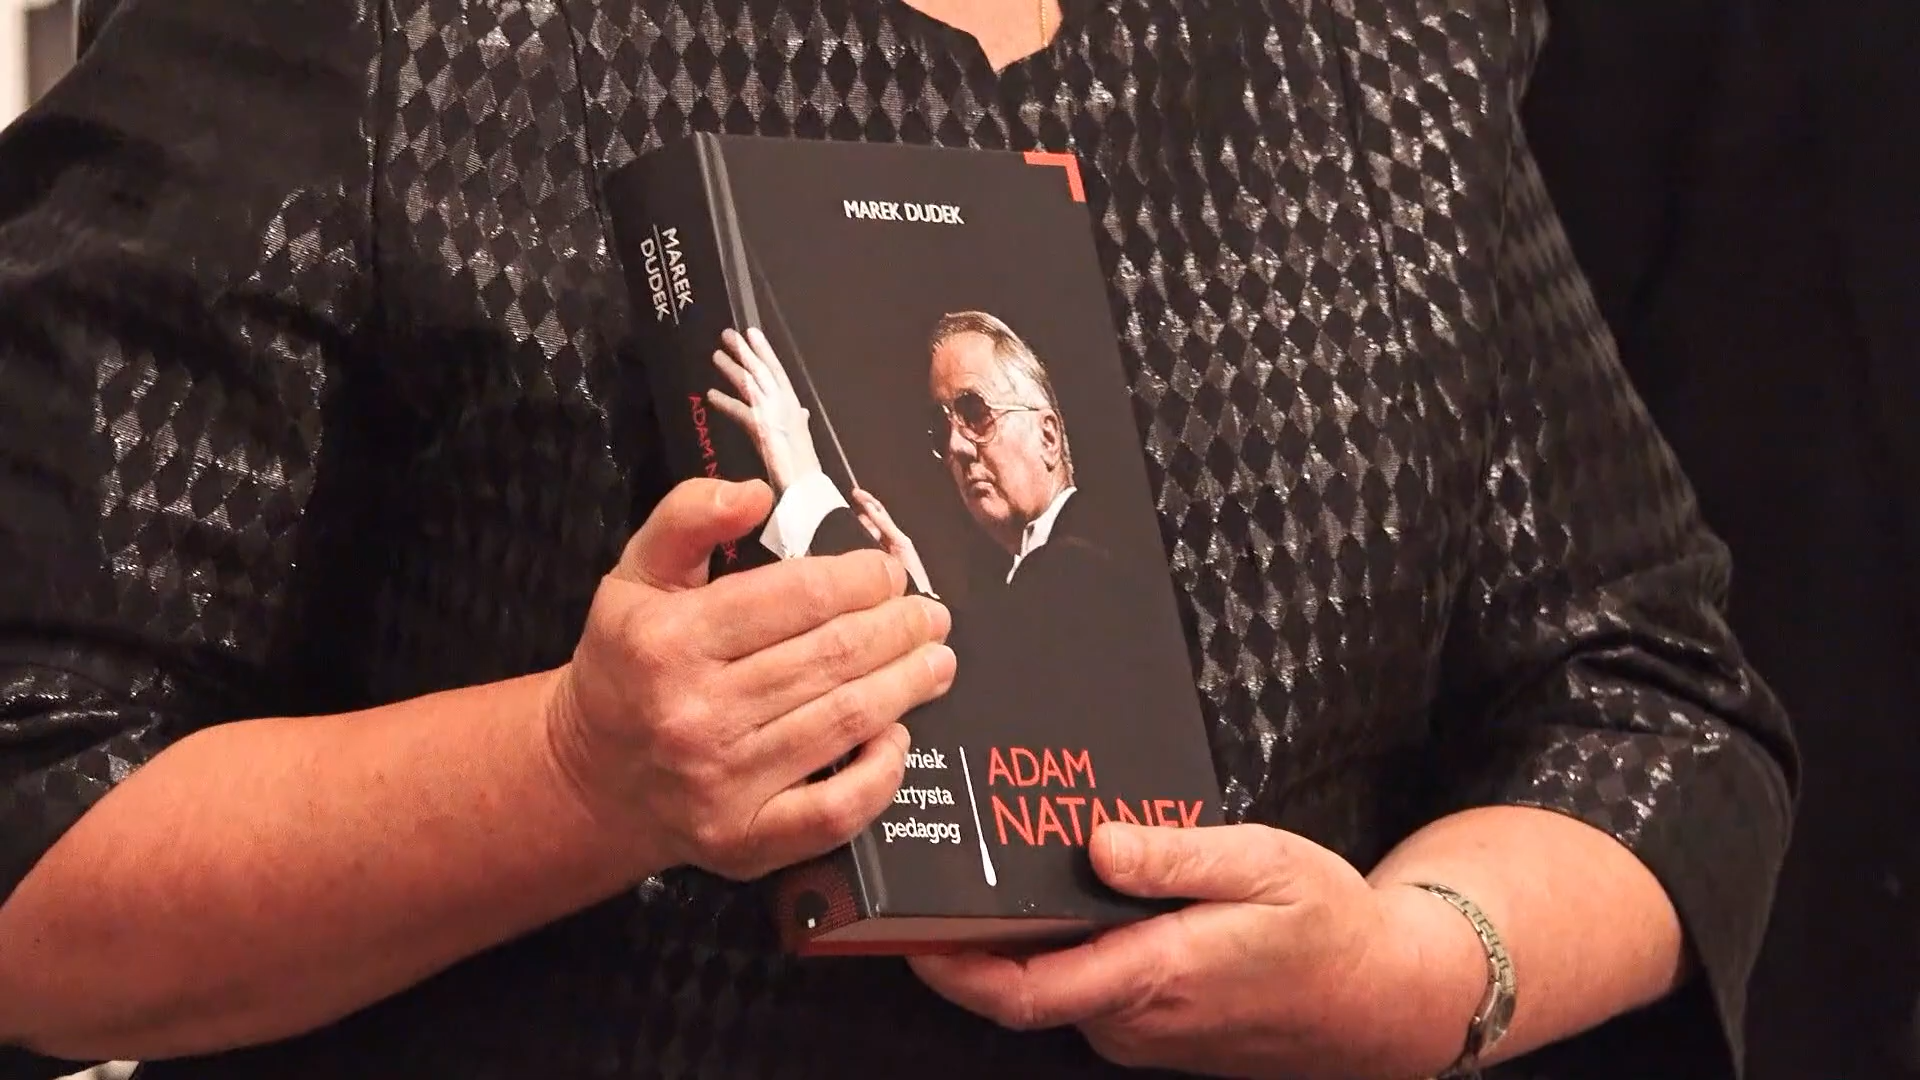 MAREK DUDEK
MAREK
DUDEK
wiek
artysta
pedagog
ADAM
NATANEK
ADAM